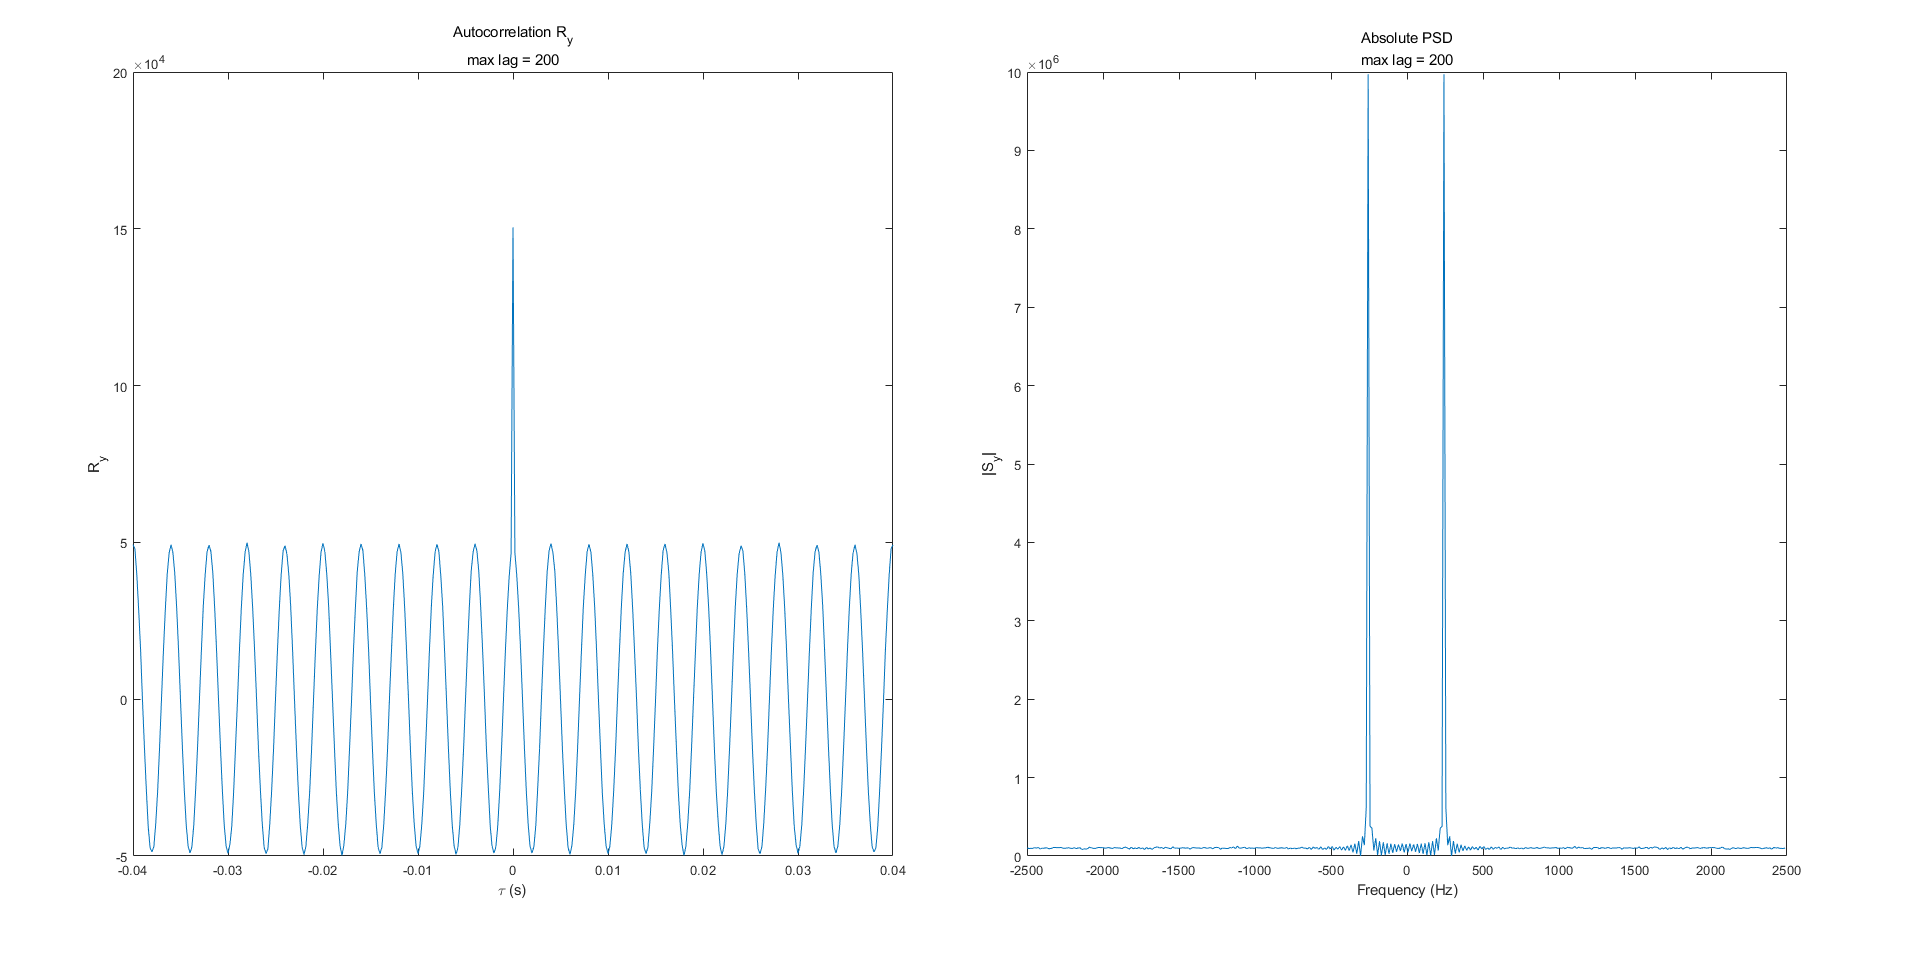 Autocorrelation R_y
max lag = 200
×10^4
20
15
10
5
0
-5
-0.04 -0.03 -0.02 -0.01 0 0.01 0.02 0.03 0.04
τ (s)
R_y
Absolute PSD
max lag = 200
×10^6
10
9
8
7
6
5
4
3
2
1
0
-2500 -2000 -1500 -1000 -500 0 500 1000 1500 2000 2500
Frequency (Hz)
|S_y|